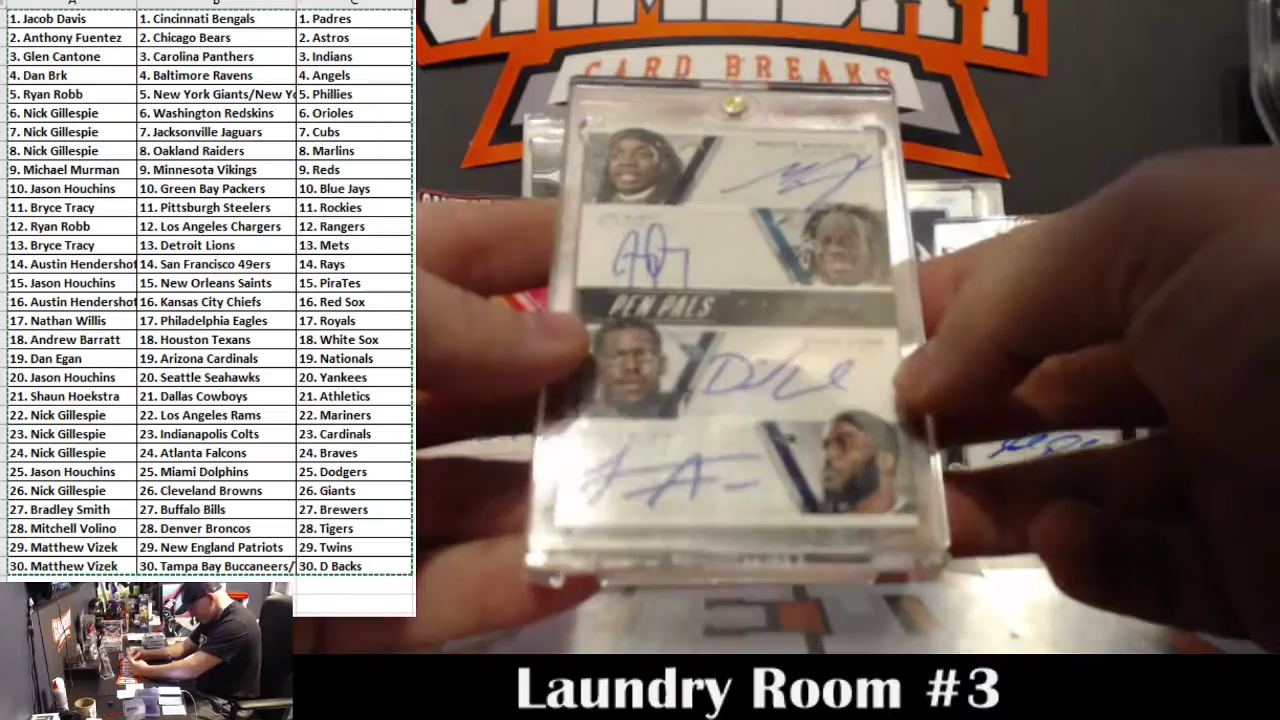 A B C
1. Jacob Davis 1. Cincinnati Bengals 1. Padres
2. Anthony Fuentez 2. Chicago Bears 2. Astros
3. Glen Cantone 3. Carolina Panthers 3. Indians
4. Dan Brk 4. Baltimore Ravens 4. Angels
5. Ryan Robb 5. New York Giants/New Yo 5. Phillies
6. Nick Gillespie 6. Washington Redskins 6. Orioles
7. Nick Gillespie 7. Jacksonville Jaguars 7. Cubs
8. Nick Gillespie 8. Oakland Raiders 8. Marlins
9. Michael Murman 9. Minnesota Vikings 9. Reds
10. Jason Houchins 10. Green Bay Packers 10. Blue Jays
11. Bryce Tracy 11. Pittsburgh Steelers 11. Rockies
12. Ryan Robb 12. Los Angeles Chargers 12. Rangers
13. Bryce Tracy 13. Detroit Lions 13. Mets
14. Austin Hendershot 14. San Francisco 49ers 14. Rays
15. Jason Houchins 15. New Orleans Saints 15. PiraTes
16. Austin Hendershot 16. Kansas City Chiefs 16. Red Sox
17. Nathan Willis 17. Philadelphia Eagles 17. Royals
18. Andrew Barratt 18. Houston Texans 18. White Sox
19. Dan Egan 19. Arizona Cardinals 19. Nationals
20. Jason Houchins 20. Seattle Seahawks 20. Yankees
21. Shaun Hoekstra 21. Dallas Cowboys 21. Athletics
22. Nick Gillespie 22. Los Angeles Rams 22. Mariners
23. Nick Gillespie 23. Indianapolis Colts 23. Cardinals
24. Nick Gillespie 24. Atlanta Falcons 24. Braves
25. Jason Houchins 25. Miami Dolphins 25. Dodgers
26. Nick Gillespie 26. Cleveland Browns 26. Giants
27. Bradley Smith 27. Buffalo Bills 27. Brewers
28. Mitchell Volino 28. Denver Broncos 28. Tigers
29. Matthew Vizek 29. New England Patriots 29. Twins
30. Matthew Vizek 30. Tampa Bay Buccaneers/ 30. D Backs
GAMEDAY
CARD BREAKS
PEN PALS
Laundry Room #3